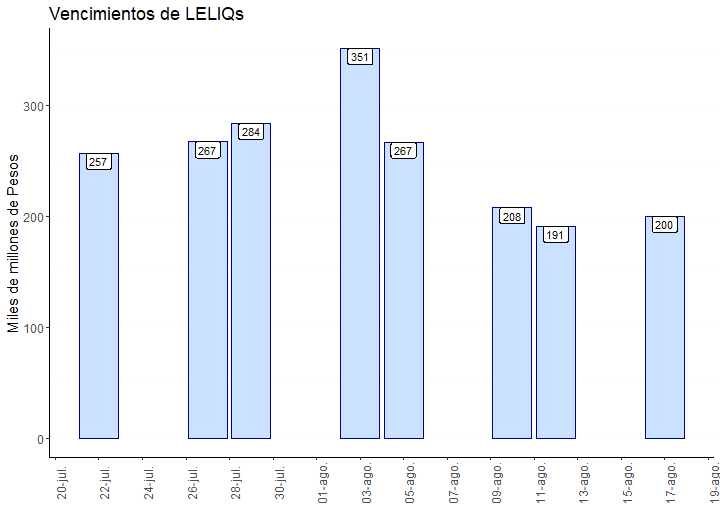 Vencimientos de LELIQs
Miles de millones de Pesos
300
200
100
0
257
267
284
351
267
208
191
200
20-jul.
22-jul.
24-jul.
26-jul.
28-jul.
30-jul.
01-ago.
03-ago.
05-ago.
07-ago.
09-ago.
11-ago.
13-ago.
15-ago.
17-ago.
19-ago.